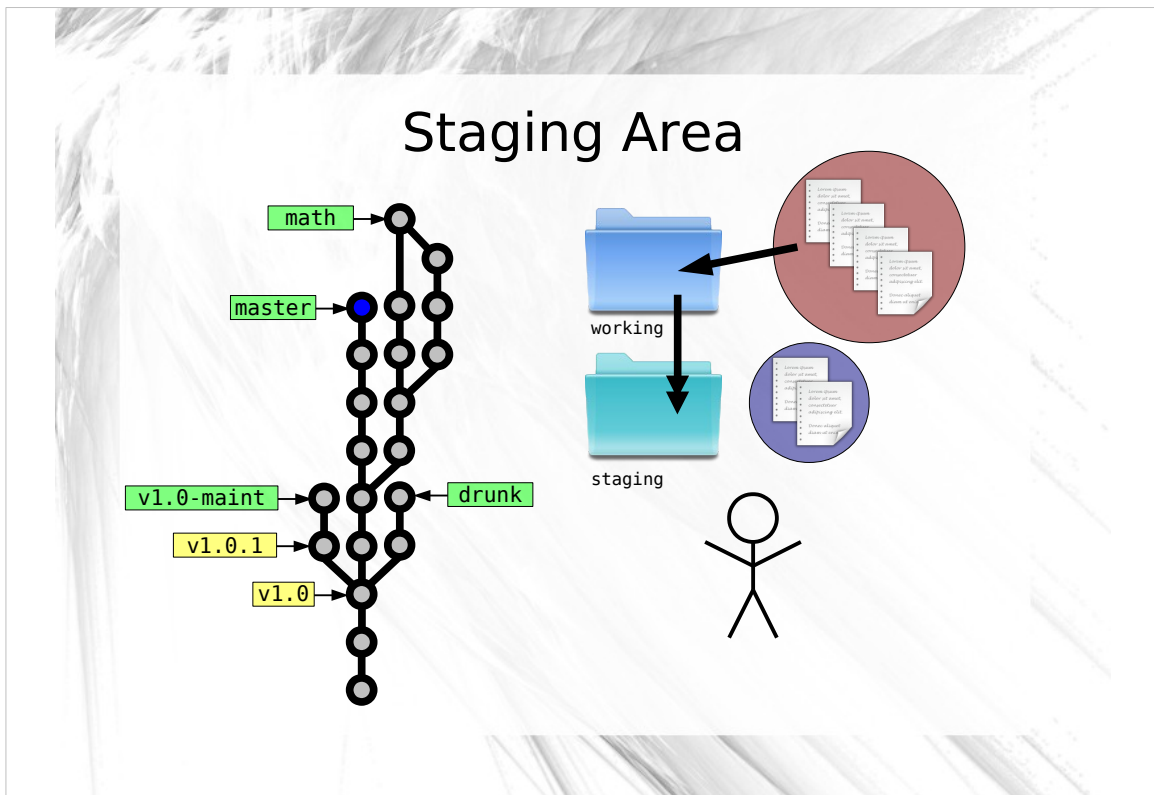 Staging Area
math
master
working
staging
v1.0-maint
drunk
v1.0.1
v1.0